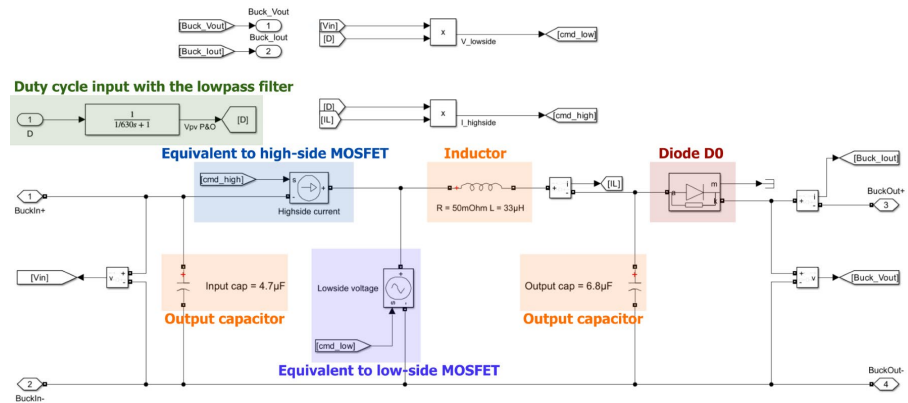 Buck_Vout
[Buck_Vout]
1
Buck_Iout
[Buck_Iout]
2
[Vin]
[D]
x
V_lowside
[cmd_low]
Duty cycle input with the lowpass filter
1
D
1
1/630s + 1
Vpv P&O
[D]
[D]
[IL]
x
I_highside
[cmd_high]
Equivalent to high-side MOSFET
Inductor
Diode D0
[cmd_high]
s
+
-
Highside current
+
R = 50mOhm L = 33µH
+
-
i
[IL]
p
m
k
+
-
i
[Buck_Iout]
1
BuckIn+
BuckOut+
3
[Vin]
v
+
-
+
Input cap = 4.7µF
Output capacitor
Lowside voltage
+
s
-
[cmd_low]
Equivalent to low-side MOSFET
+
Output cap = 6.8µF
Output capacitor
+
-
v
[Buck_Vout]
2
BuckIn-
BuckOut-
4